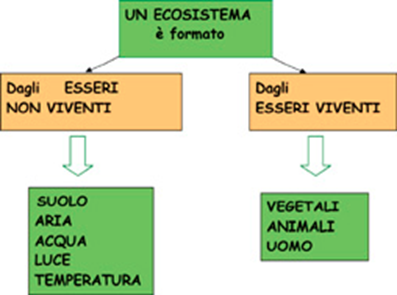 UN ECOSISTEMA
è formato
Dagli ESSERI
NON VIVENTI
Dagli
ESSERI VIVENTI
SUOLO
ARIA
ACQUA
LUCE
TEMPERATURA
VEGETALI
ANIMALI
UOMO